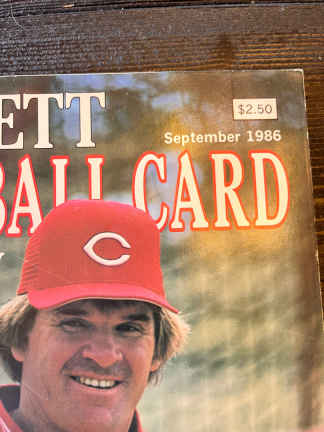 ETT
$2.50
September 1986
BALL CARD
C